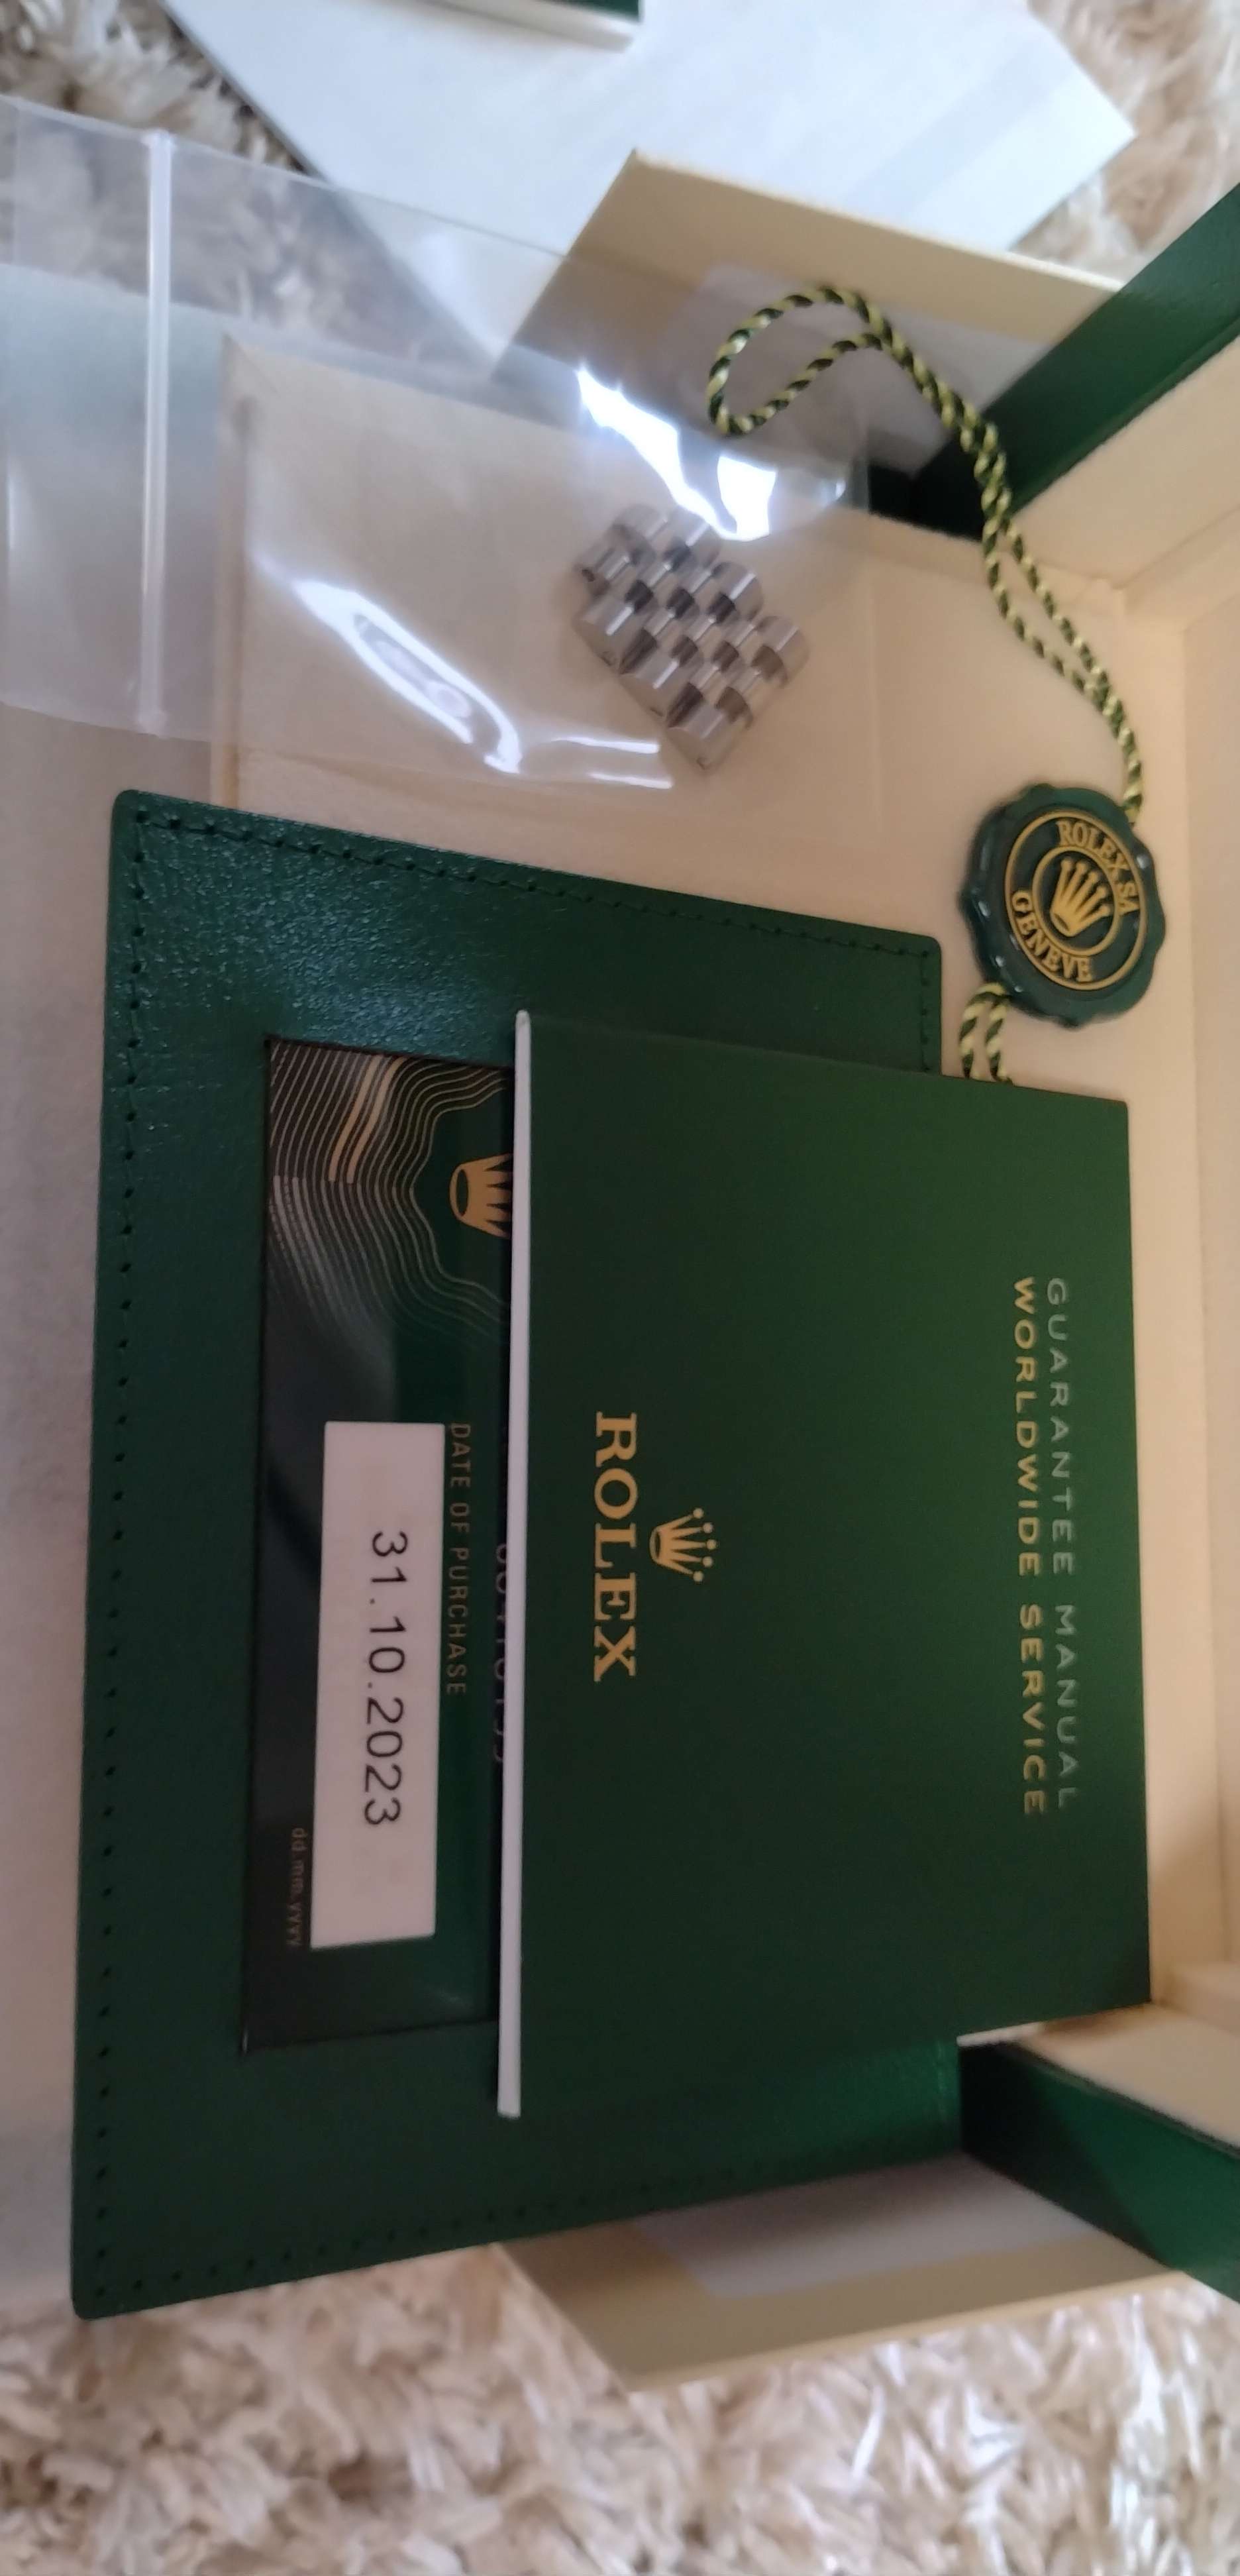 ROLEX SA
GENEVE
GUARANTEE MANUAL
WORLDWIDE SERVICE
ROLEX
DATE OF PURCHASE
31.10.2023
dd.mm.yyyy